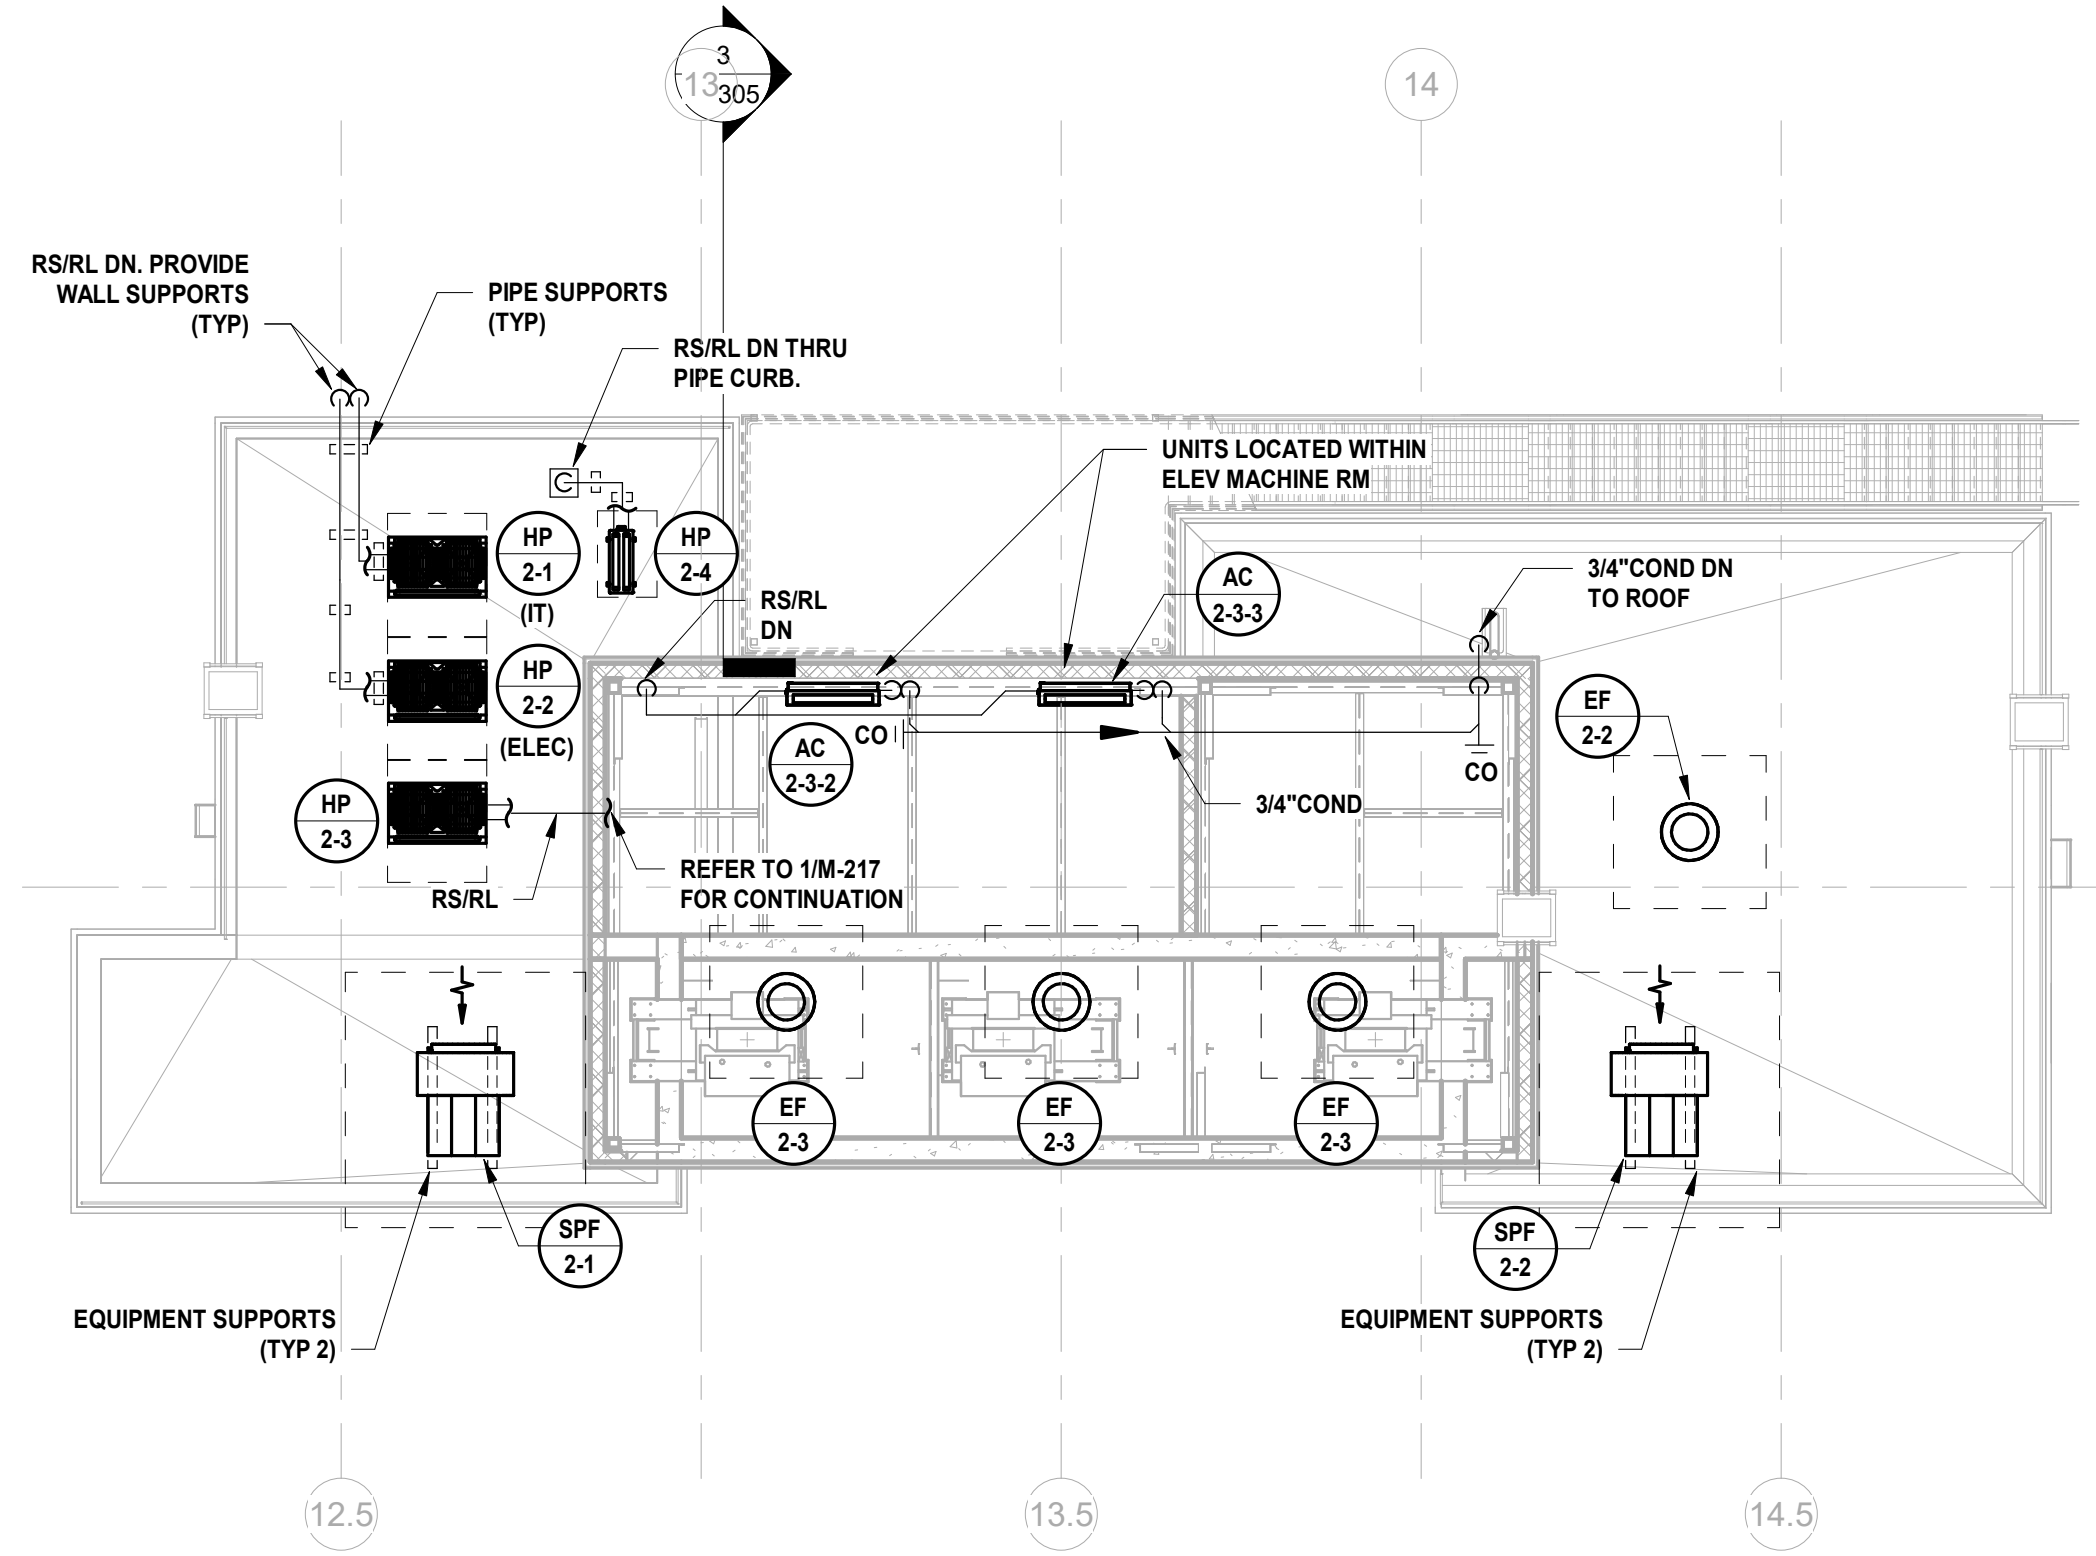 3
305
13
14
RS/RL DN. PROVIDE
WALL SUPPORTS
(TYP)
PIPE SUPPORTS
(TYP)
RS/RL DN THRU
PIPE CURB.
UNITS LOCATED WITHIN
ELEV MACHINE RM
HP
2-1
(IT)
HP
2-4
AC
2-3-3
3/4"COND DN
TO ROOF
RS/RL
DN
HP
2-2
(ELEC)
EF
2-2
AC
2-3-2
CO
CO
HP
2-3
3/4"COND
REFER TO 1/M-217
FOR CONTINUATION
RS/RL
EF
2-3
EF
2-3
EF
2-3
SPF
2-1
SPF
2-2
EQUIPMENT SUPPORTS
(TYP 2)
EQUIPMENT SUPPORTS
(TYP 2)
12.5
13.5
14.5